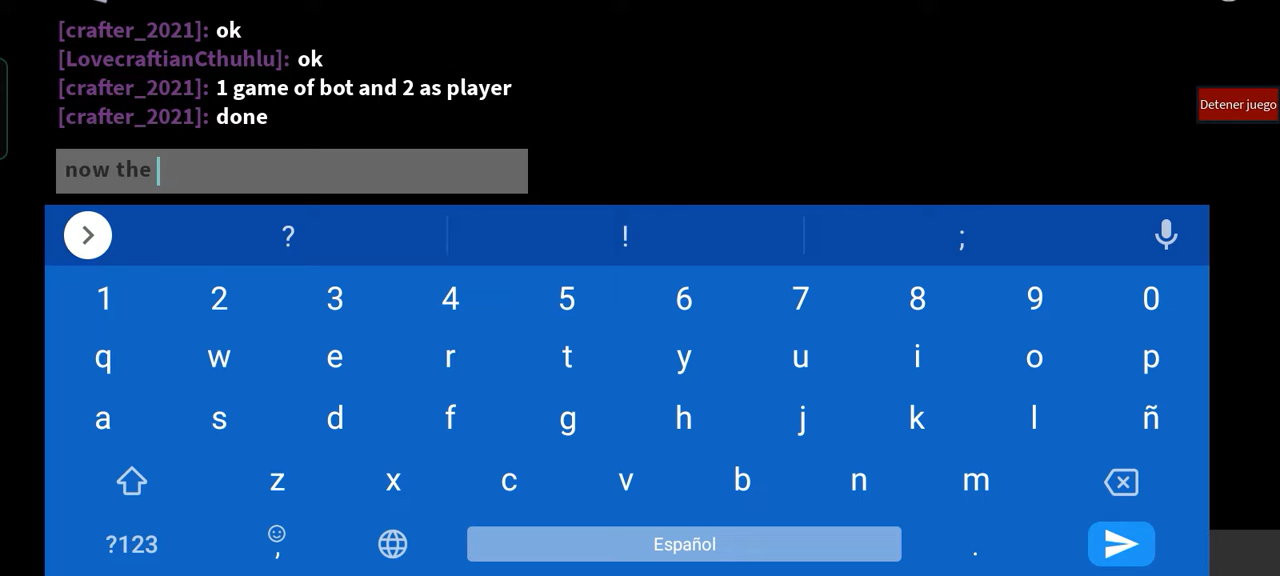 [crafter_2021]: ok
[LovecraftianCthuhlu]: ok
[crafter_2021]: 1 game of bot and 2 as player
[crafter_2021]: done
Detener juego
now the
? ! ;
1 2 3 4 5 6 7 8 9 0
q w e r t y u i o p
a s d f g h j k l ñ
z x c v b n m
?123 , Español .